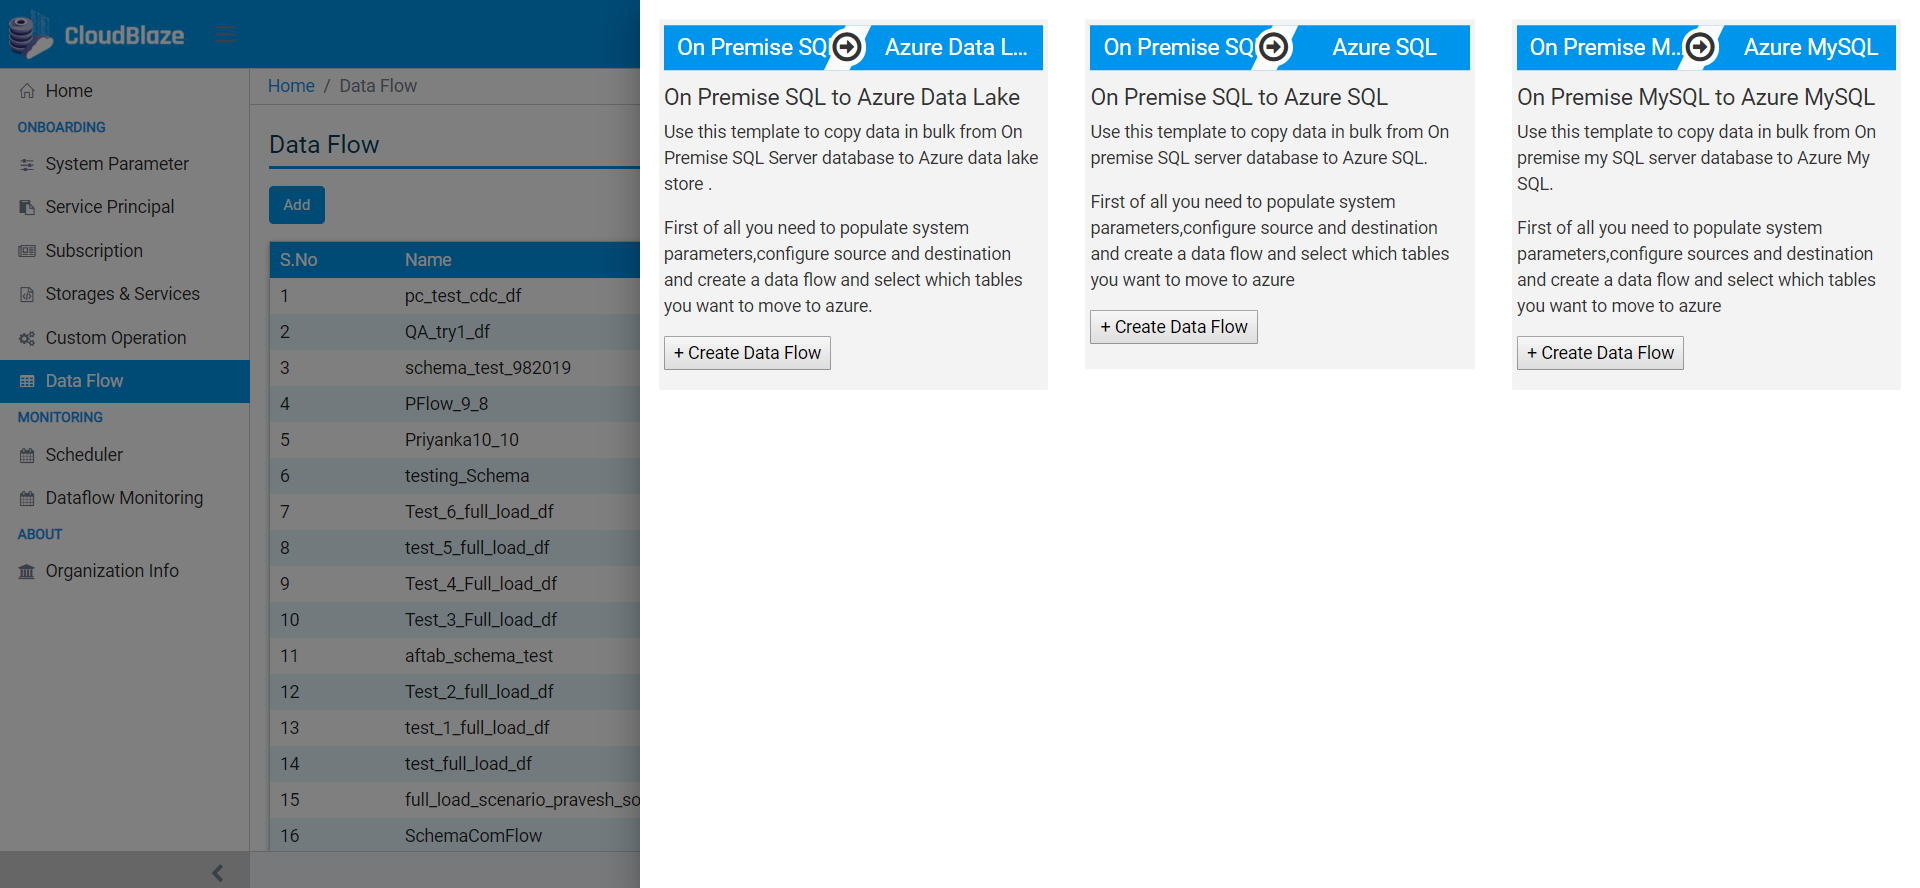 CloudBlaze
Home
ONBOARDING
System Parameter
Service Principal
Subscription
Storages & Services
Custom Operation
Data Flow
MONITORING
Scheduler
Dataflow Monitoring
ABOUT
Organization Info
Home / Data Flow
Data Flow
Add
S.No Name
1 pc_test_cdc_df
2 QA_try1_df
3 schema_test_982019
4 PFlow_9_8
5 Priyanka10_10
6 testing_Schema
7 Test_6_full_load_df
8 test_5_full_load_df
9 Test_4_Full_load_df
10 Test_3_Full_load_df
11 aftab_schema_test
12 Test_2_full_load_df
13 test_1_full_load_df
14 test_full_load_df
15 full_load_scenario_pravesh_so
16 SchemaComFlow
On Premise SQL Azure Data L...
On Premise SQL to Azure Data Lake
Use this template to copy data in bulk from On
Premise SQL Server database to Azure data lake
store .
First of all you need to populate system
parameters,configure source and destination
and create a data flow and select which tables
you want to move to azure.
+ Create Data Flow
On Premise SQL Azure SQL
On Premise SQL to Azure SQL
Use this template to copy data in bulk from On
premise SQL server database to Azure SQL.
First of all you need to populate system
parameters,configure source and destination
and create a data flow and select which tables
you want to move to azure
+ Create Data Flow
On Premise M... Azure MySQL
On Premise MySQL to Azure MySQL
Use this template to copy data in bulk from On
premise my SQL server database to Azure My
SQL.
First of all you need to populate system
parameters,configure sources and destination
and create a data flow and select which tables
you want to move to azure
+ Create Data Flow